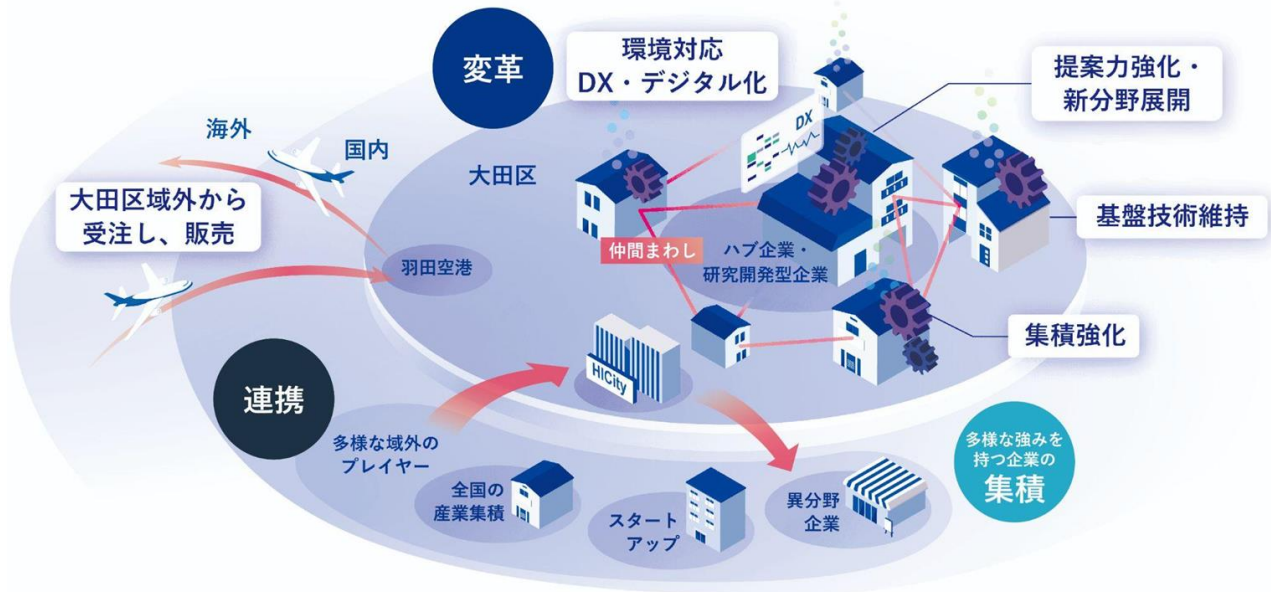 変革
環境対応
DX・デジタル化
提案力強化・
新分野展開
海外
国内
大田区
DX
大田区域外から
受注し、販売
基盤技術維持
仲間まわし
ハブ企業・
研究開発型企業
羽田空港
集積強化
HICity
連携
多様な域外の
プレイヤー
多様な強みを
持つ企業の
集積
全国の
産業集積
スタート
アップ
異分野
企業